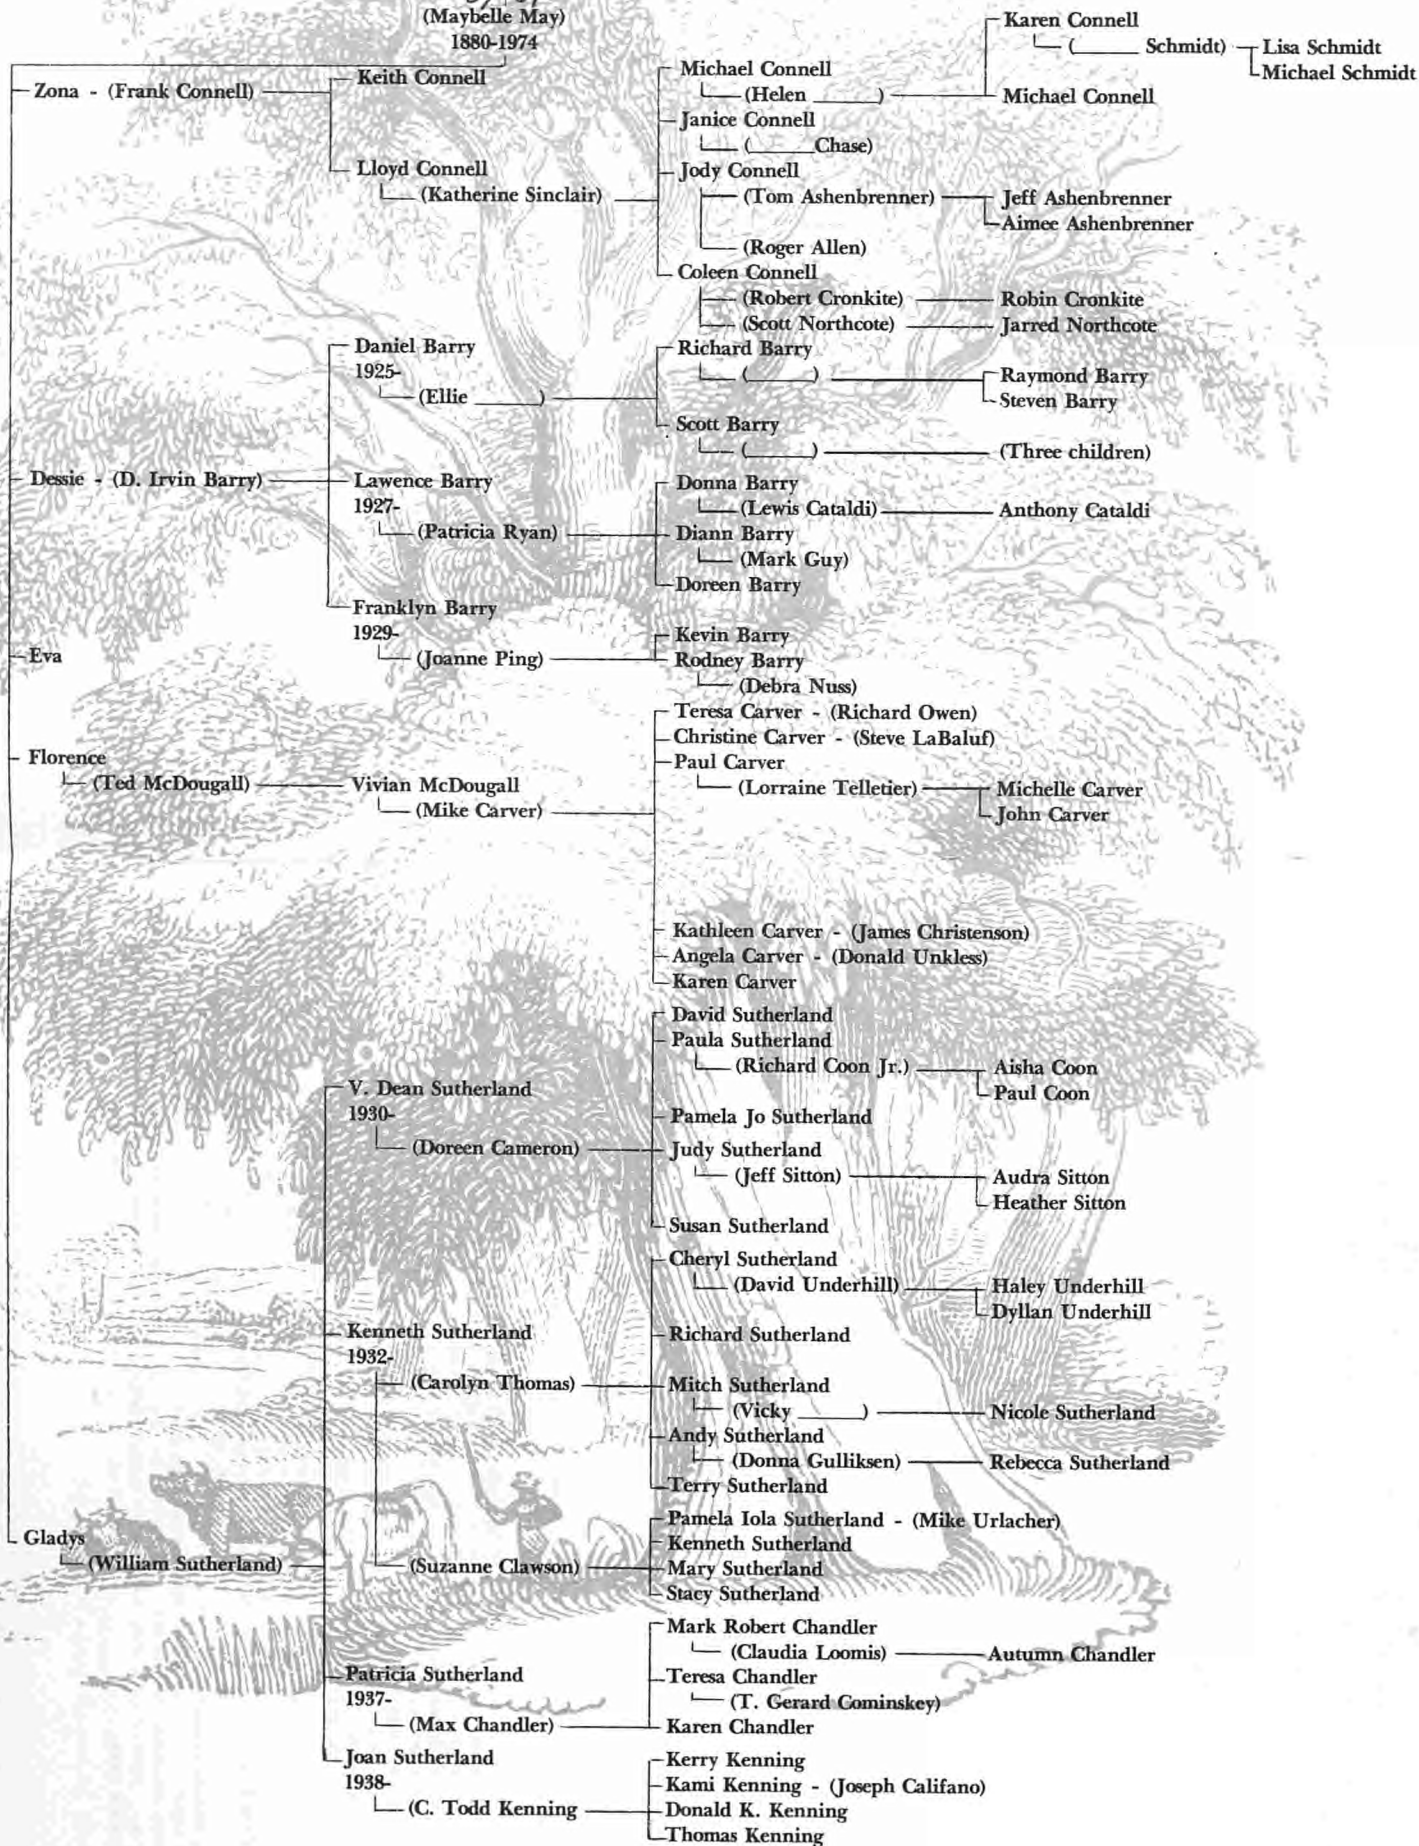 (Maybelle May)
1880-1974
Karen Connell
(______ Schmidt)
Lisa Schmidt
Michael Schmidt
Michael Connell
(Helen ______)
Michael Connell
Keith Connell
Zona - (Frank Connell)
Janice Connell
(_____Chase)
Lloyd Connell
(Katherine Sinclair)
Jody Connell
(Tom Ashenbrenner)
Jeff Ashenbrenner
Aimee Ashenbrenner
(Roger Allen)
Coleen Connell
(Robert Cronkite)
Robin Cronkite
(Scott Northcote)
Jarred Northcote
Daniel Barry
1925-
(Ellie ______)
Richard Barry
(______)
Raymond Barry
Steven Barry
Scott Barry
(______)
(Three children)
Dessie - (D. Irvin Barry)
Lawence Barry
1927-
(Patricia Ryan)
Donna Barry
(Lewis Cataldi)
Anthony Cataldi
Diann Barry
(Mark Guy)
Doreen Barry
Franklyn Barry
1929-
(Joanne Ping)
Kevin Barry
Rodney Barry
(Debra Nuss)
Eva
Florence
(Ted McDougall)
Vivian McDougall
(Mike Carver)
Teresa Carver - (Richard Owen)
Christine Carver - (Steve LaBaluf)
Paul Carver
(Lorraine Telletier)
Michelle Carver
John Carver
Kathleen Carver - (James Christenson)
Angela Carver - (Donald Unkless)
Karen Carver
V. Dean Sutherland
1930-
(Doreen Cameron)
David Sutherland
Paula Sutherland
(Richard Coon Jr.)
Aisha Coon
Paul Coon
Pamela Jo Sutherland
Judy Sutherland
(Jeff Sitton)
Audra Sitton
Heather Sitton
Susan Sutherland
Kenneth Sutherland
1932-
(Carolyn Thomas)
Cheryl Sutherland
(David Underhill)
Haley Underhill
Dyllan Underhill
Richard Sutherland
Mitch Sutherland
(Vicky ______)
Nicole Sutherland
Andy Sutherland
(Donna Gulliksen)
Rebecca Sutherland
Terry Sutherland
Gladys
(William Sutherland)
(Suzanne Clawson)
Pamela Iola Sutherland - (Mike Urlacher)
Kenneth Sutherland
Mary Sutherland
Stacy Sutherland
Patricia Sutherland
1937-
(Max Chandler)
Mark Robert Chandler
(Claudia Loomis)
Autumn Chandler
Teresa Chandler
(T. Gerard Cominskey)
Karen Chandler
Joan Sutherland
1938-
(C. Todd Kenning
Kerry Kenning
Kami Kenning - (Joseph Califano)
Donald K. Kenning
Thomas Kenning